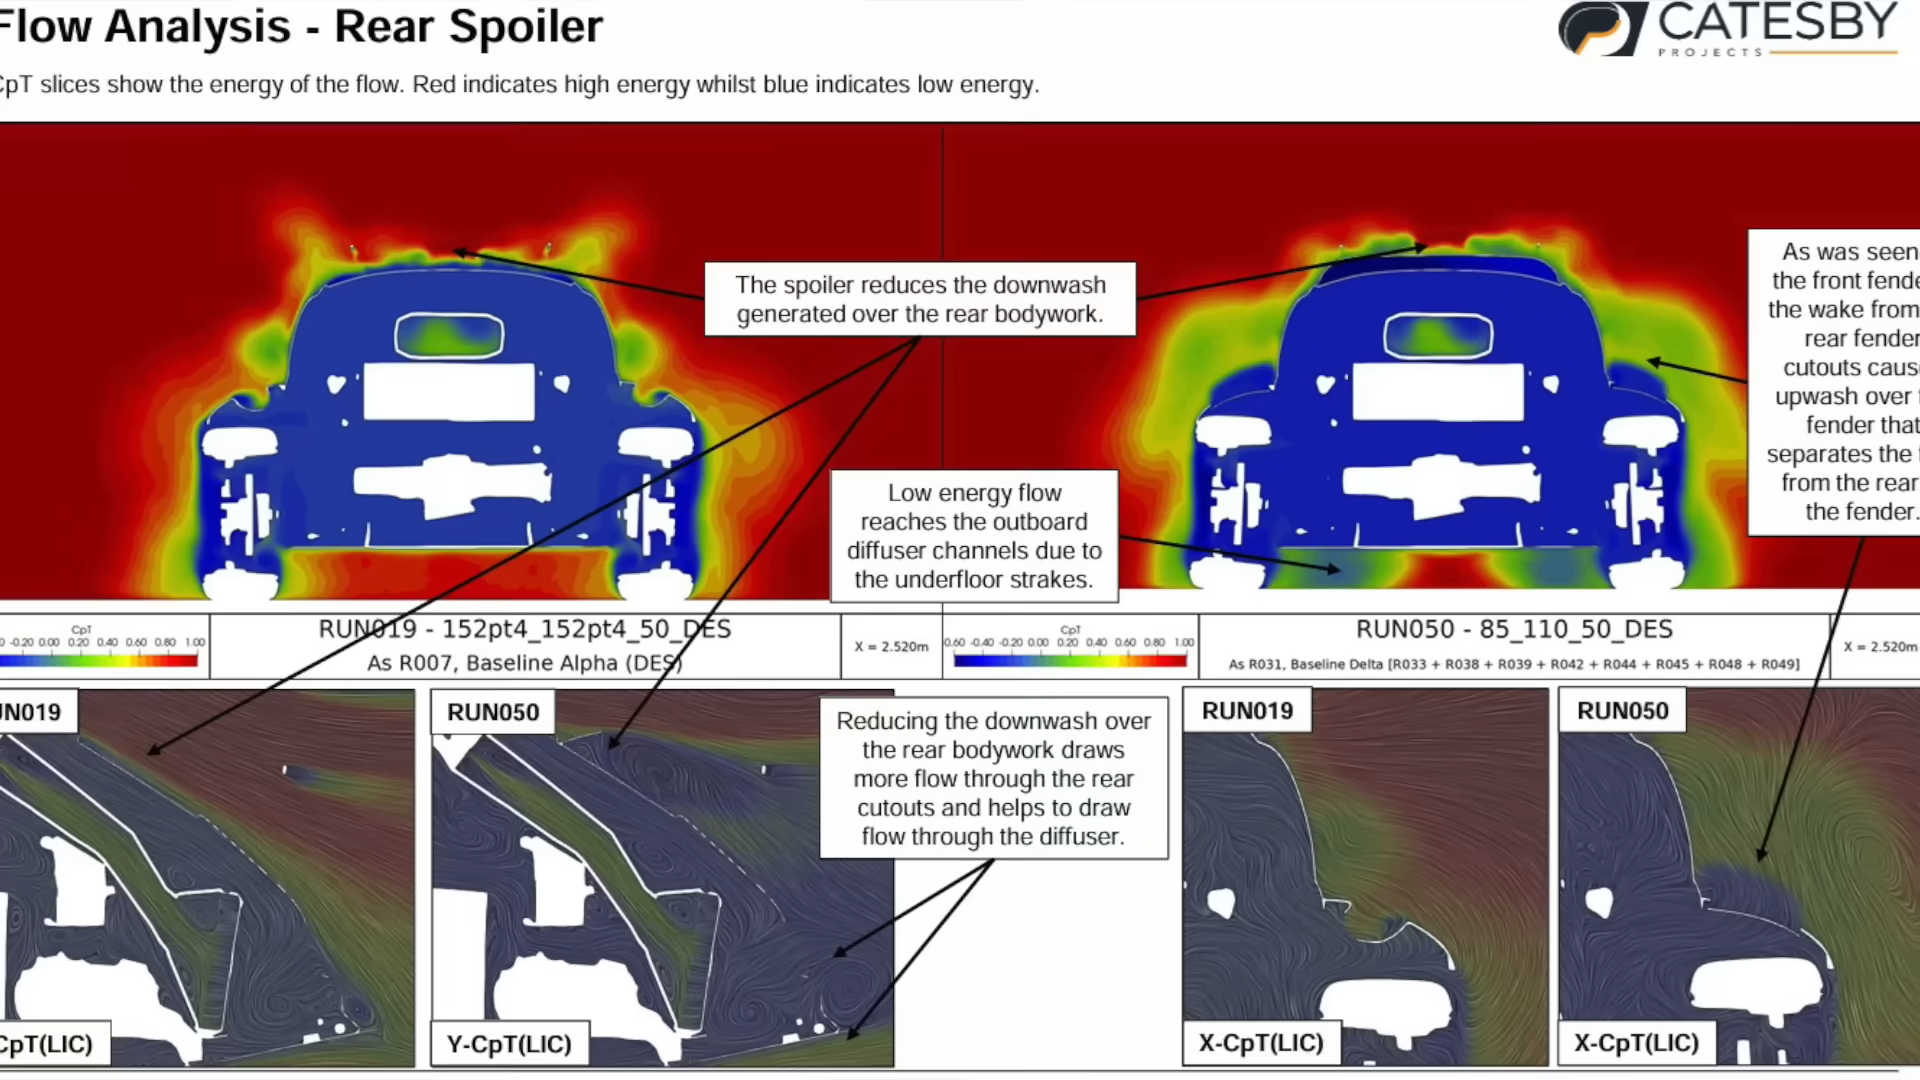 Flow Analysis - Rear Spoiler
CATESBY
PROJECTS
CpT slices show the energy of the flow. Red indicates high energy whilst blue indicates low energy.
The spoiler reduces the downwash
generated over the rear bodywork.
As was seen
the front fende
the wake from
rear fender
cutouts caus
upwash over
fender that
separates the
from the rear
the fender.
Low energy flow
reaches the outboard
diffuser channels due to
the underfloor strakes.
CpT
0 -0.20 0.00 0.20 0.40 0.60 0.80 1.00
RUN019 - 152pt4_152pt4_50_DES
As R007, Baseline Alpha (DES)
X = 2.520m
CpT
0.60 -0.40 -0.20 0.00 0.20 0.40 0.60 0.80 1.00
RUN050 - 85_110_50_DES
As R031, Baseline Delta [R033 + R038 + R039 + R042 + R044 + R045 + R048 + R049]
X = 2.520m
UN019
RUN050
Reducing the downwash over
the rear bodywork draws
more flow through the rear
cutouts and helps to draw
flow through the diffuser.
RUN019
RUN050
CpT(LIC)
Y-CpT(LIC)
X-CpT(LIC)
X-CpT(LIC)